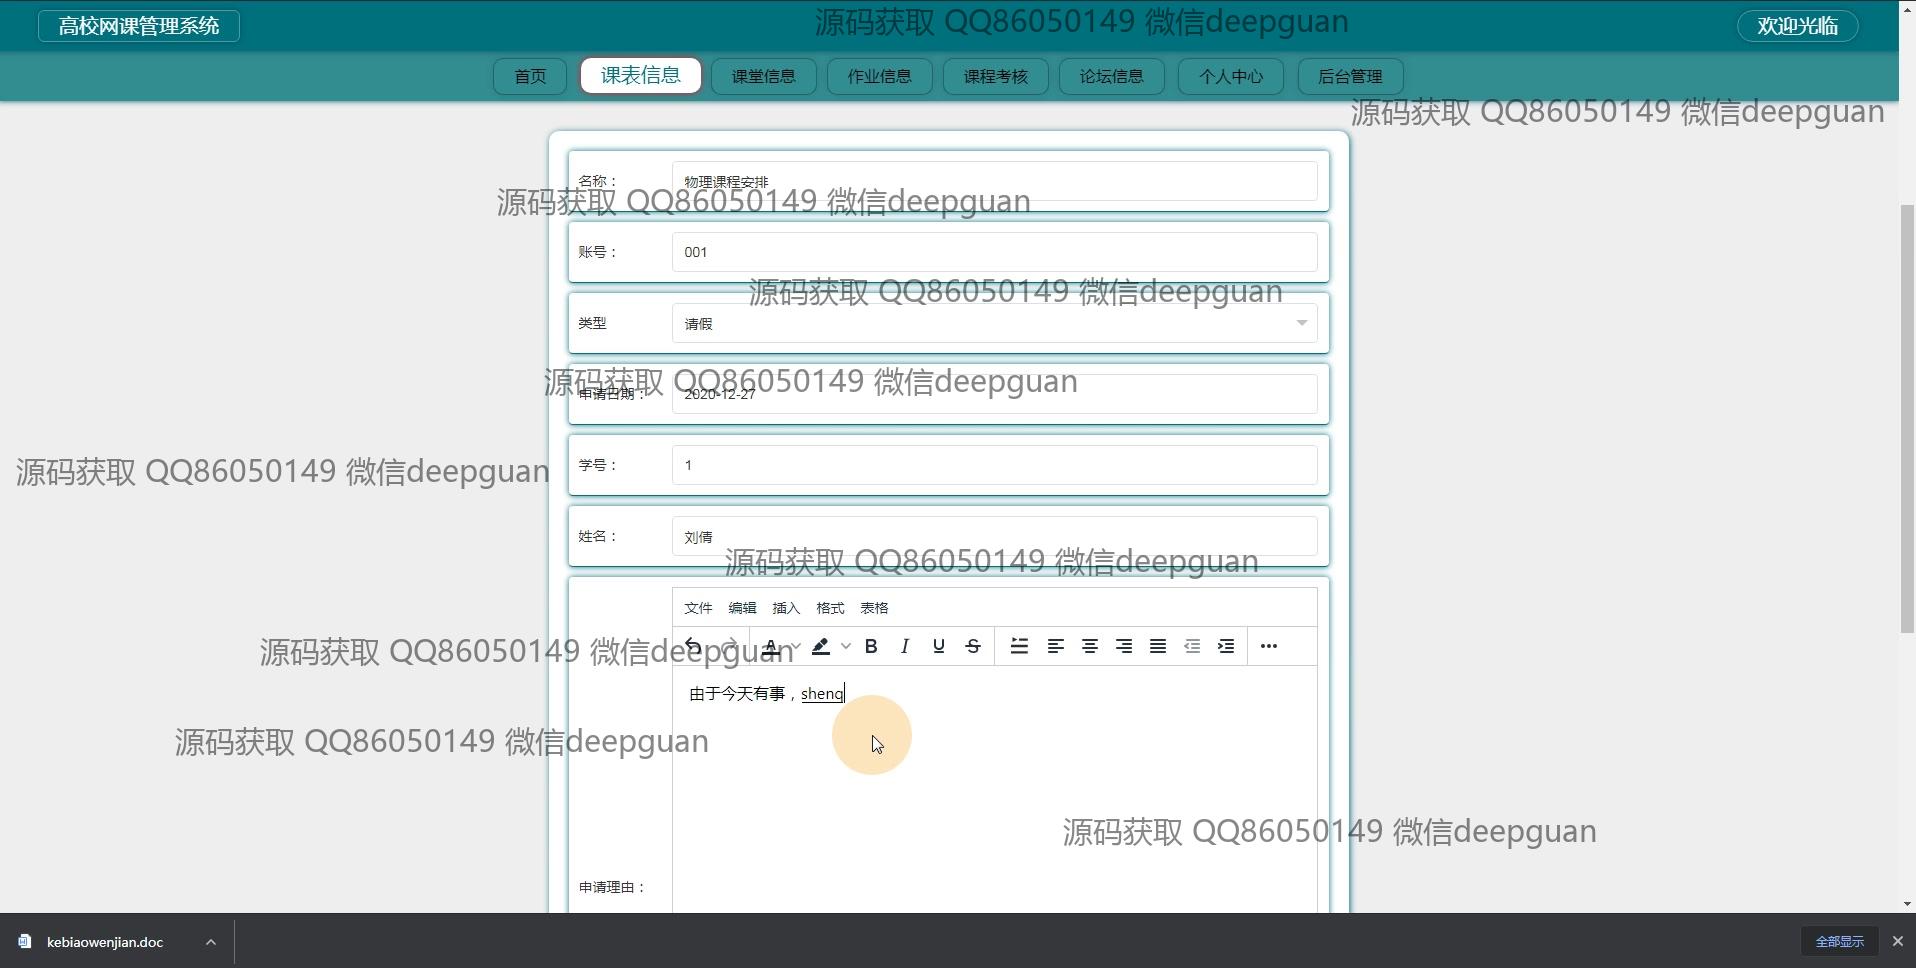 高校网课管理系统
源码获取 QQ86050149 微信deepguan
欢迎光临
首页 课表信息 课堂信息 作业信息 课程考核 论坛信息 个人中心 后台管理
源码获取 QQ86050149 微信deepguan
名称： 物理课程安排
源码获取 QQ86050149 微信deepguan
账号： 001
源码获取 QQ86050149 微信deepguan
类型 请假
源码获取 QQ86050149 微信deepguan
申请日期： 2020-12-27
学号： 1
源码获取 QQ86050149 微信deepguan
姓名： 刘倩
源码获取 QQ86050149 微信deepguan
文件 编辑 插入 格式 表格
源码获取 QQ86050149 微信deepguan
由于今天有事，shenq
源码获取 QQ86050149 微信deepguan
源码获取 QQ86050149 微信deepguan
申请理由：
kebiaowenjian.doc
全部显示